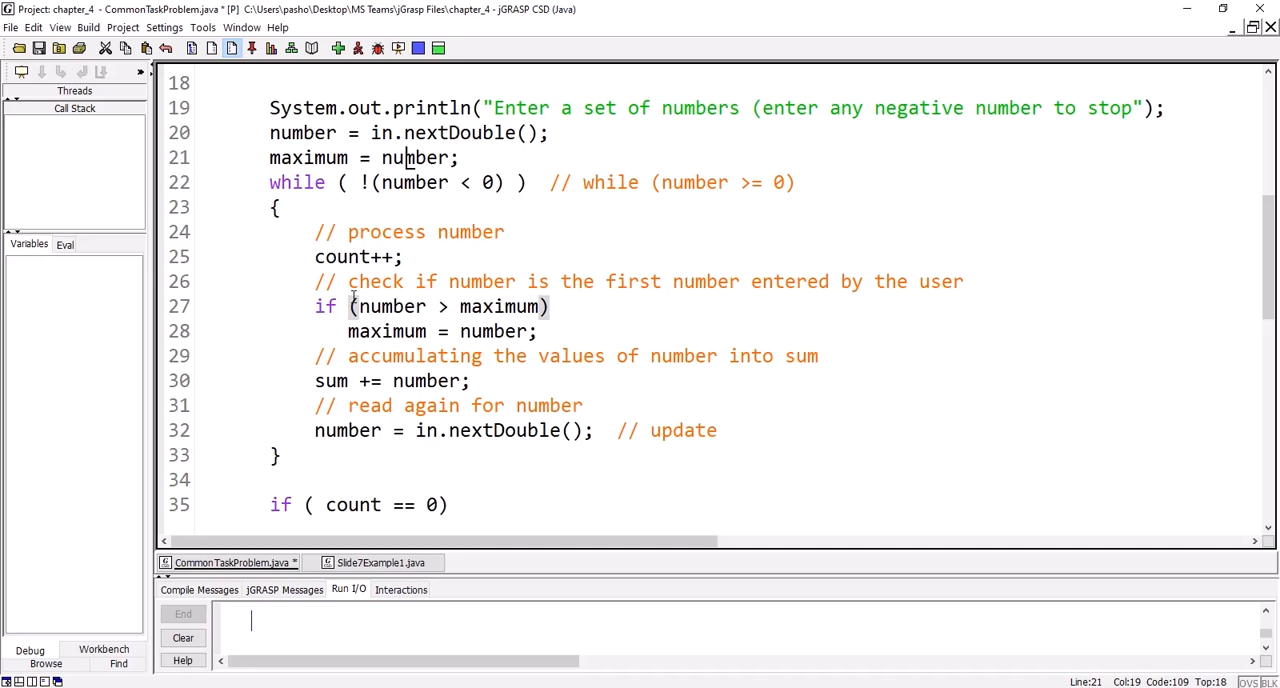 Project: chapter_4 - CommonTaskProblem.java * [P] C:\Users\pasho\Desktop\MS Teams\jGrasp Files\chapter_4 - jGRASP CSD (Java)
File Edit View Build Project Settings Tools Window Help
Threads
Call Stack
Variables Eval
18
19 System.out.println("Enter a set of numbers (enter any negative number to stop");
20 number = in.nextDouble();
21 maximum = number;
22 while ( !(number < 0) ) // while (number >= 0)
23 {
24 // process number
25 count++;
26 // check if number is the first number entered by the user
27 if (number > maximum)
28 maximum = number;
29 // accumulating the values of number into sum
30 sum += number;
31 // read again for number
32 number = in.nextDouble(); // update
33 }
34
35 if ( count == 0)
CommonTaskProblem.java * Slide7Example1.java
Compile Messages jGRASP Messages Run I/O Interactions
End
Clear
Help
Debug Workbench
Browse Find
Line:21 Col:19 Code:109 Top:18 OVS BLK